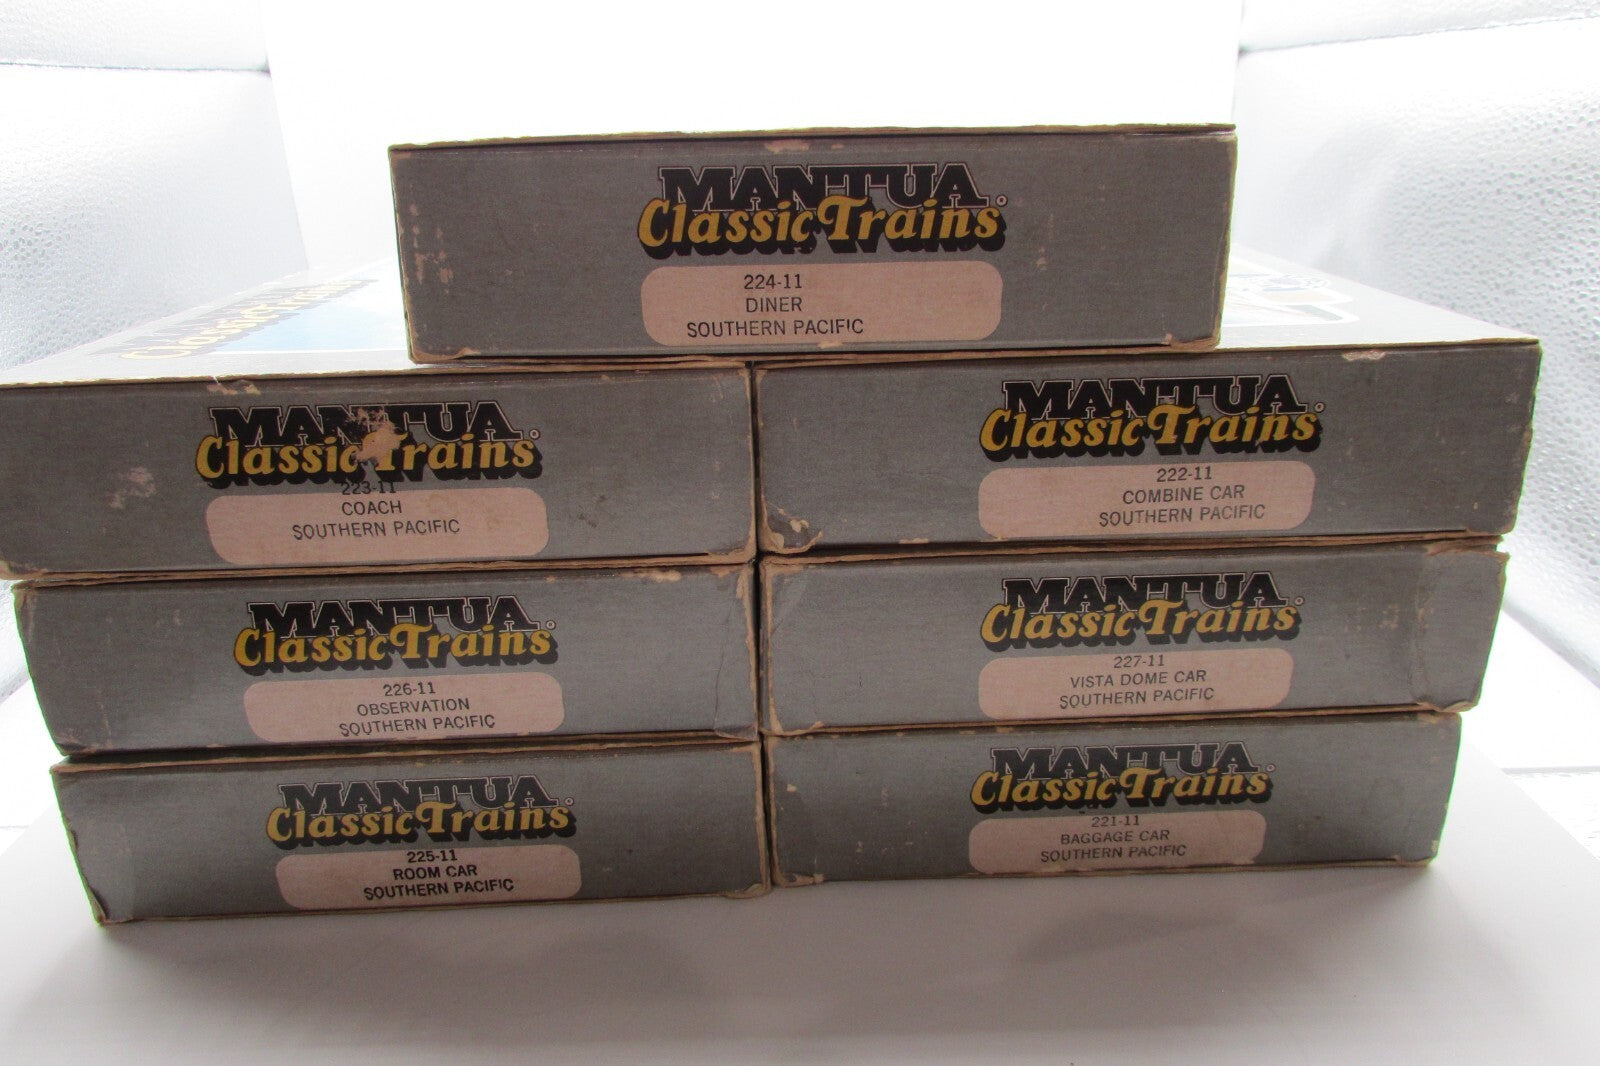 MANTUA
Classic Trains
224-11
DINER
SOUTHERN PACIFIC
MANTUA
Classic Trains
223-11
COACH
SOUTHERN PACIFIC
MANTUA
Classic Trains
222-11
COMBINE CAR
SOUTHERN PACIFIC
MANTUA
Classic Trains
226-11
OBSERVATION
SOUTHERN PACIFIC
MANTUA
Classic Trains
227-11
VISTA DOME CAR
SOUTHERN PACIFIC
MANTUA
Classic Trains
225-11
ROOM CAR
SOUTHERN PACIFIC
MANTUA
Classic Trains
221-11
BAGGAGE CAR
SOUTHERN PACIFIC